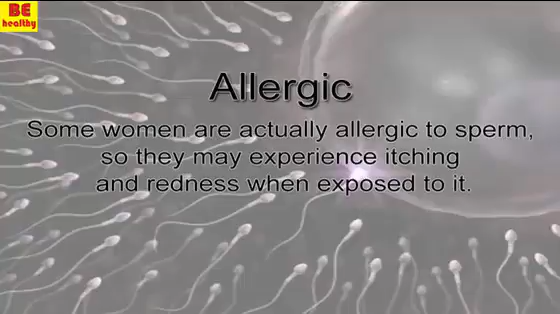 BE
healthy
Allergic
Some women are actually allergic to sperm,
so they may experience itching
and redness when exposed to it.